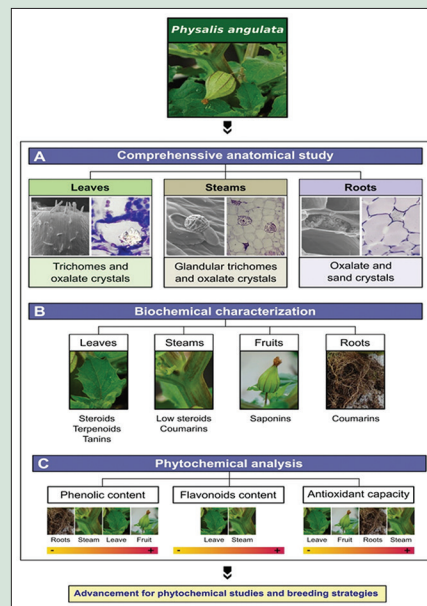 Physalis angulata
A Comprehenssive anatomical study
Leaves Steams Roots
Trichomes and oxalate crystals
Glandular trichomes and oxalate crystals
Oxalate and sand crystals
B Biochemical characterization
Leaves Steams Fruits Roots
Steroids
Terpenoids
Tanins
Low steroids
Coumarins
Saponins
Coumarins
C Phytochemical analysis
Phenolic content Flavonoids content Antioxidant capacity
Roots Steam Leave Fruit
Leave Steam
Leave Fruit Roots Steam
- +
- +
- +
Advancement for phytochemical studies and breeding strategies